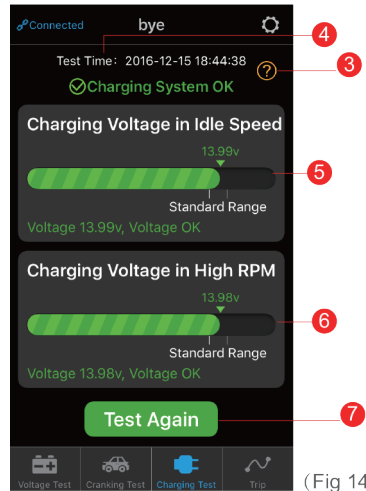 Connected bye
4
Test Time: 2016-12-15 18:44:38
3
?
Charging System OK
Charging Voltage in Idle Speed
13.99v
5
Standard Range
Voltage 13.99v, Voltage OK
Charging Voltage in High RPM
13.98v
6
Standard Range
Voltage 13.98v, Voltage OK
Test Again
7
Voltage Test Cranking Test Charging Test Trip
(Fig 14